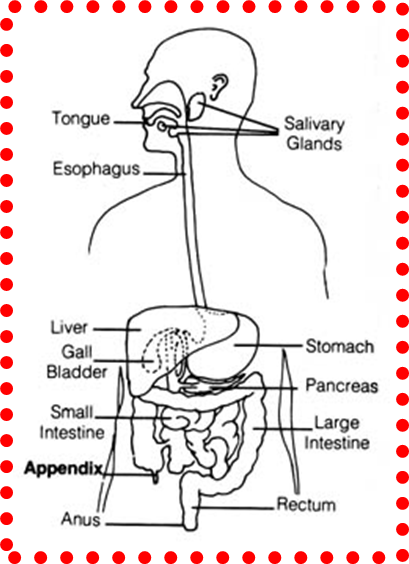 Tongue
Salivary
Glands
Esophagus
Liver
Gall
Bladder
Stomach
Pancreas
Small
Intestine
Large
Intestine
Appendix
Rectum
Anus